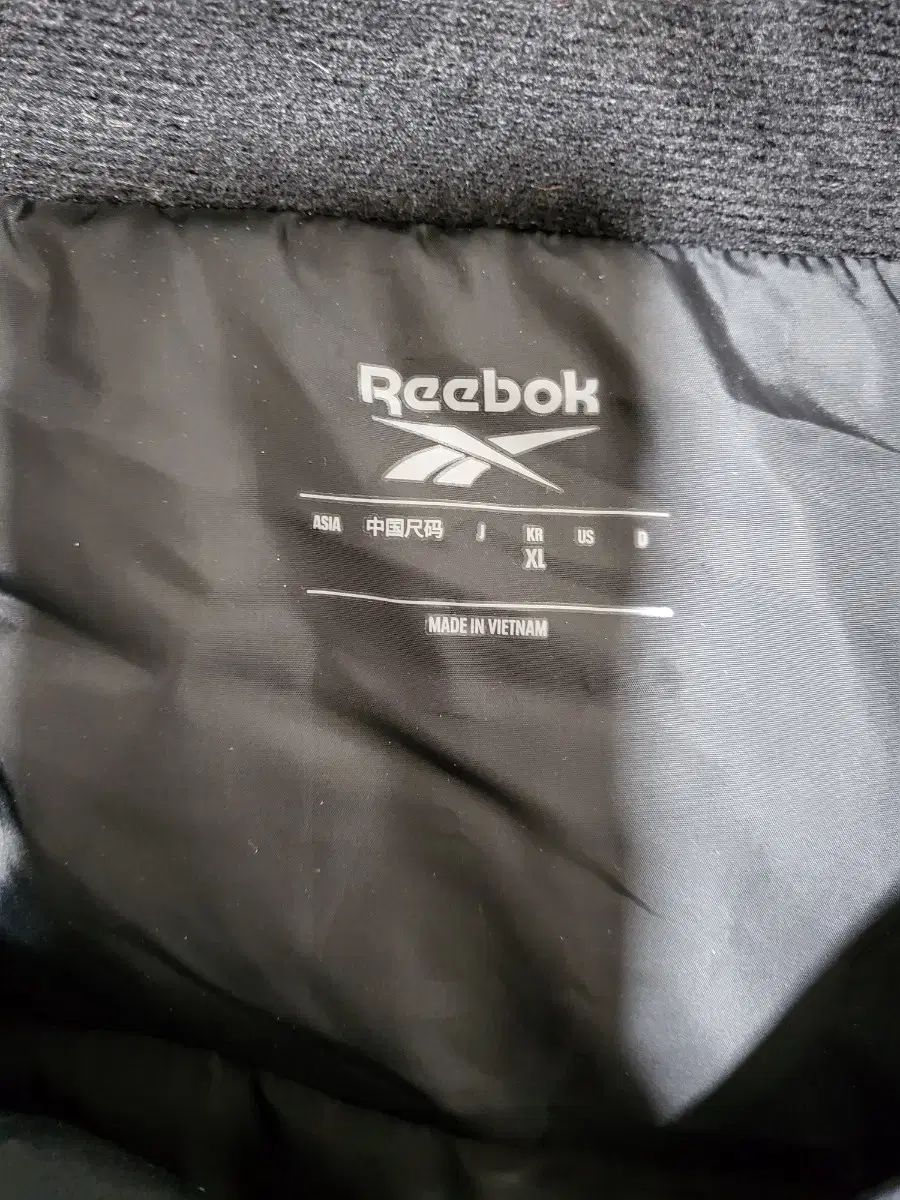 Reebok
ASIA 中国尺码 J KR US D
XL
MADE IN VIETNAM